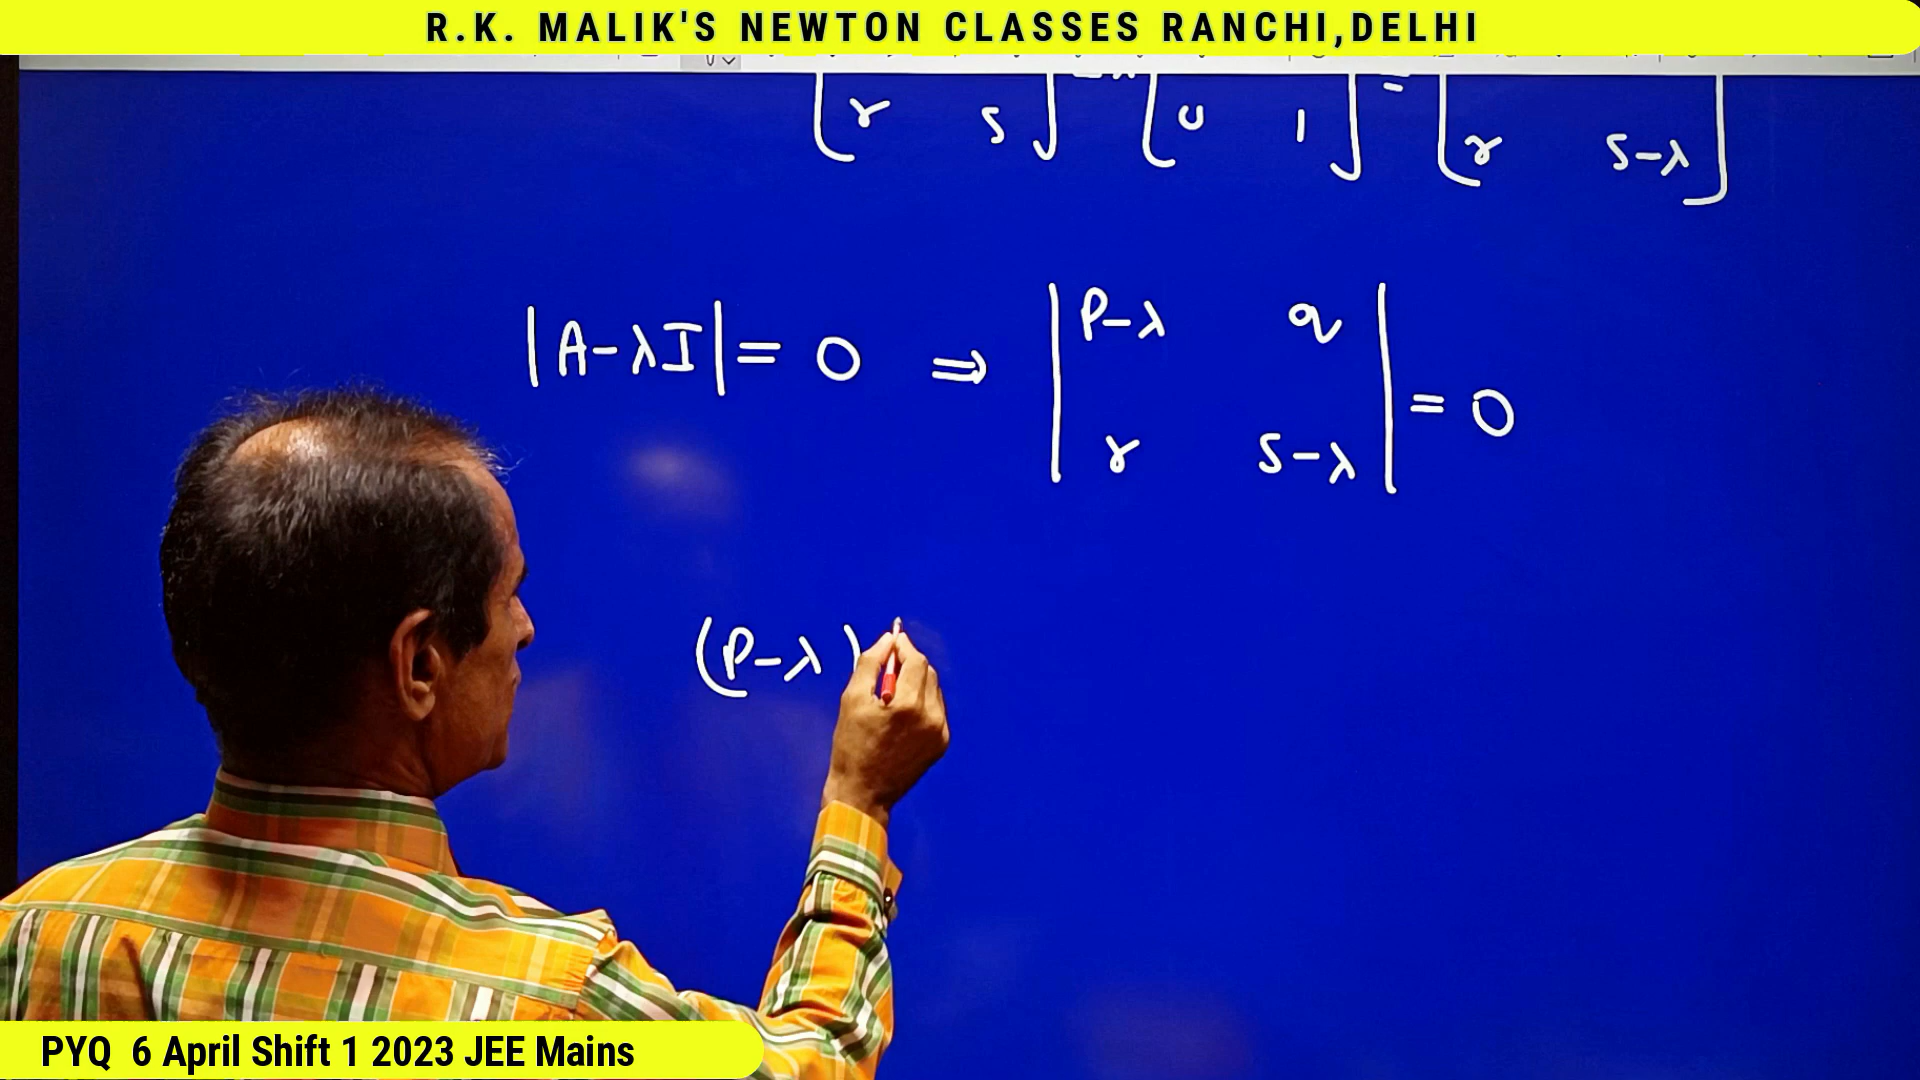 R.K. MALIK'S NEWTON CLASSES RANCHI,DELHI
[r s] [0 1] = [r s-λ]
|A-λI| = 0 ⇒ |p-λ q
r s-λ| = 0
(p-λ)
PYQ 6 April Shift 1 2023 JEE Mains